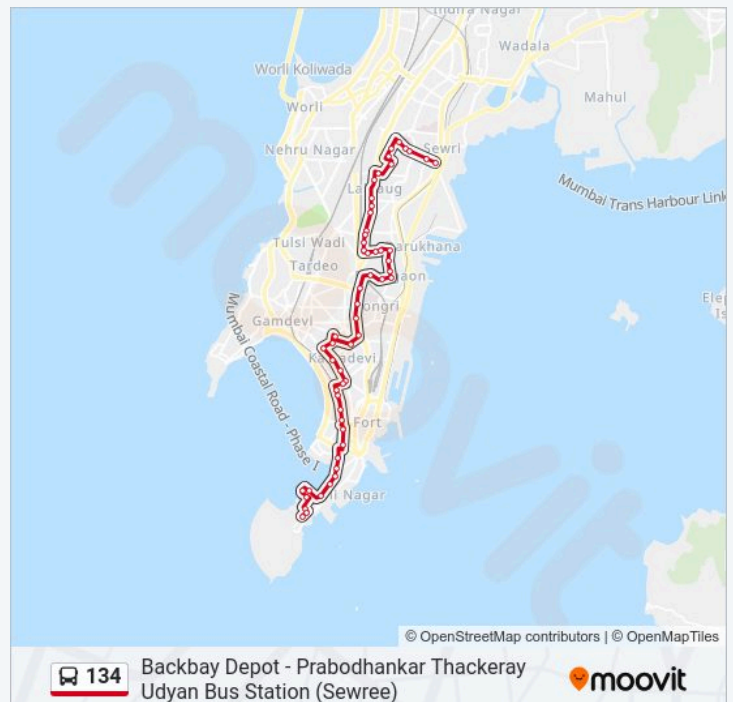 Indira Nagar
Wadala
Worli Koliwada
Mahul
Worli
Nehru Nagar
Sewri
Mumbai Trans Harbour Link
Tulsi Wadi
Tardeo
Gamdevi
Mumbai Coastal Road - Phase I
Fort
moovit
© OpenStreetMap contributors | © OpenMapTiles
134
Backbay Depot - Prabodhankar Thackeray
Udyan Bus Station (Sewree)
moovit